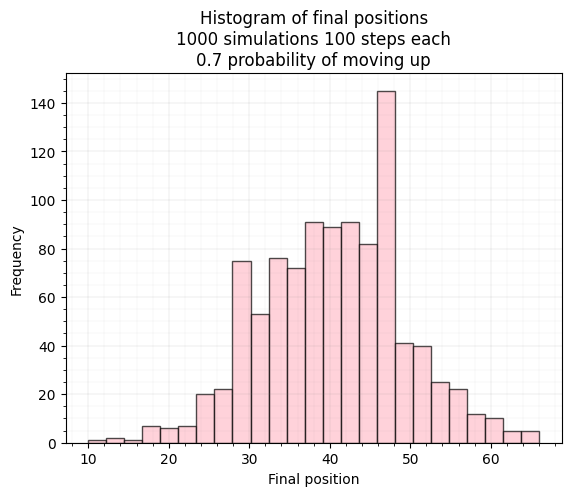 Histogram of final positions
1000 simulations 100 steps each
0.7 probability of moving up
140
120
100
80
60
40
20
0
Frequency
10 20 30 40 50 60
Final position